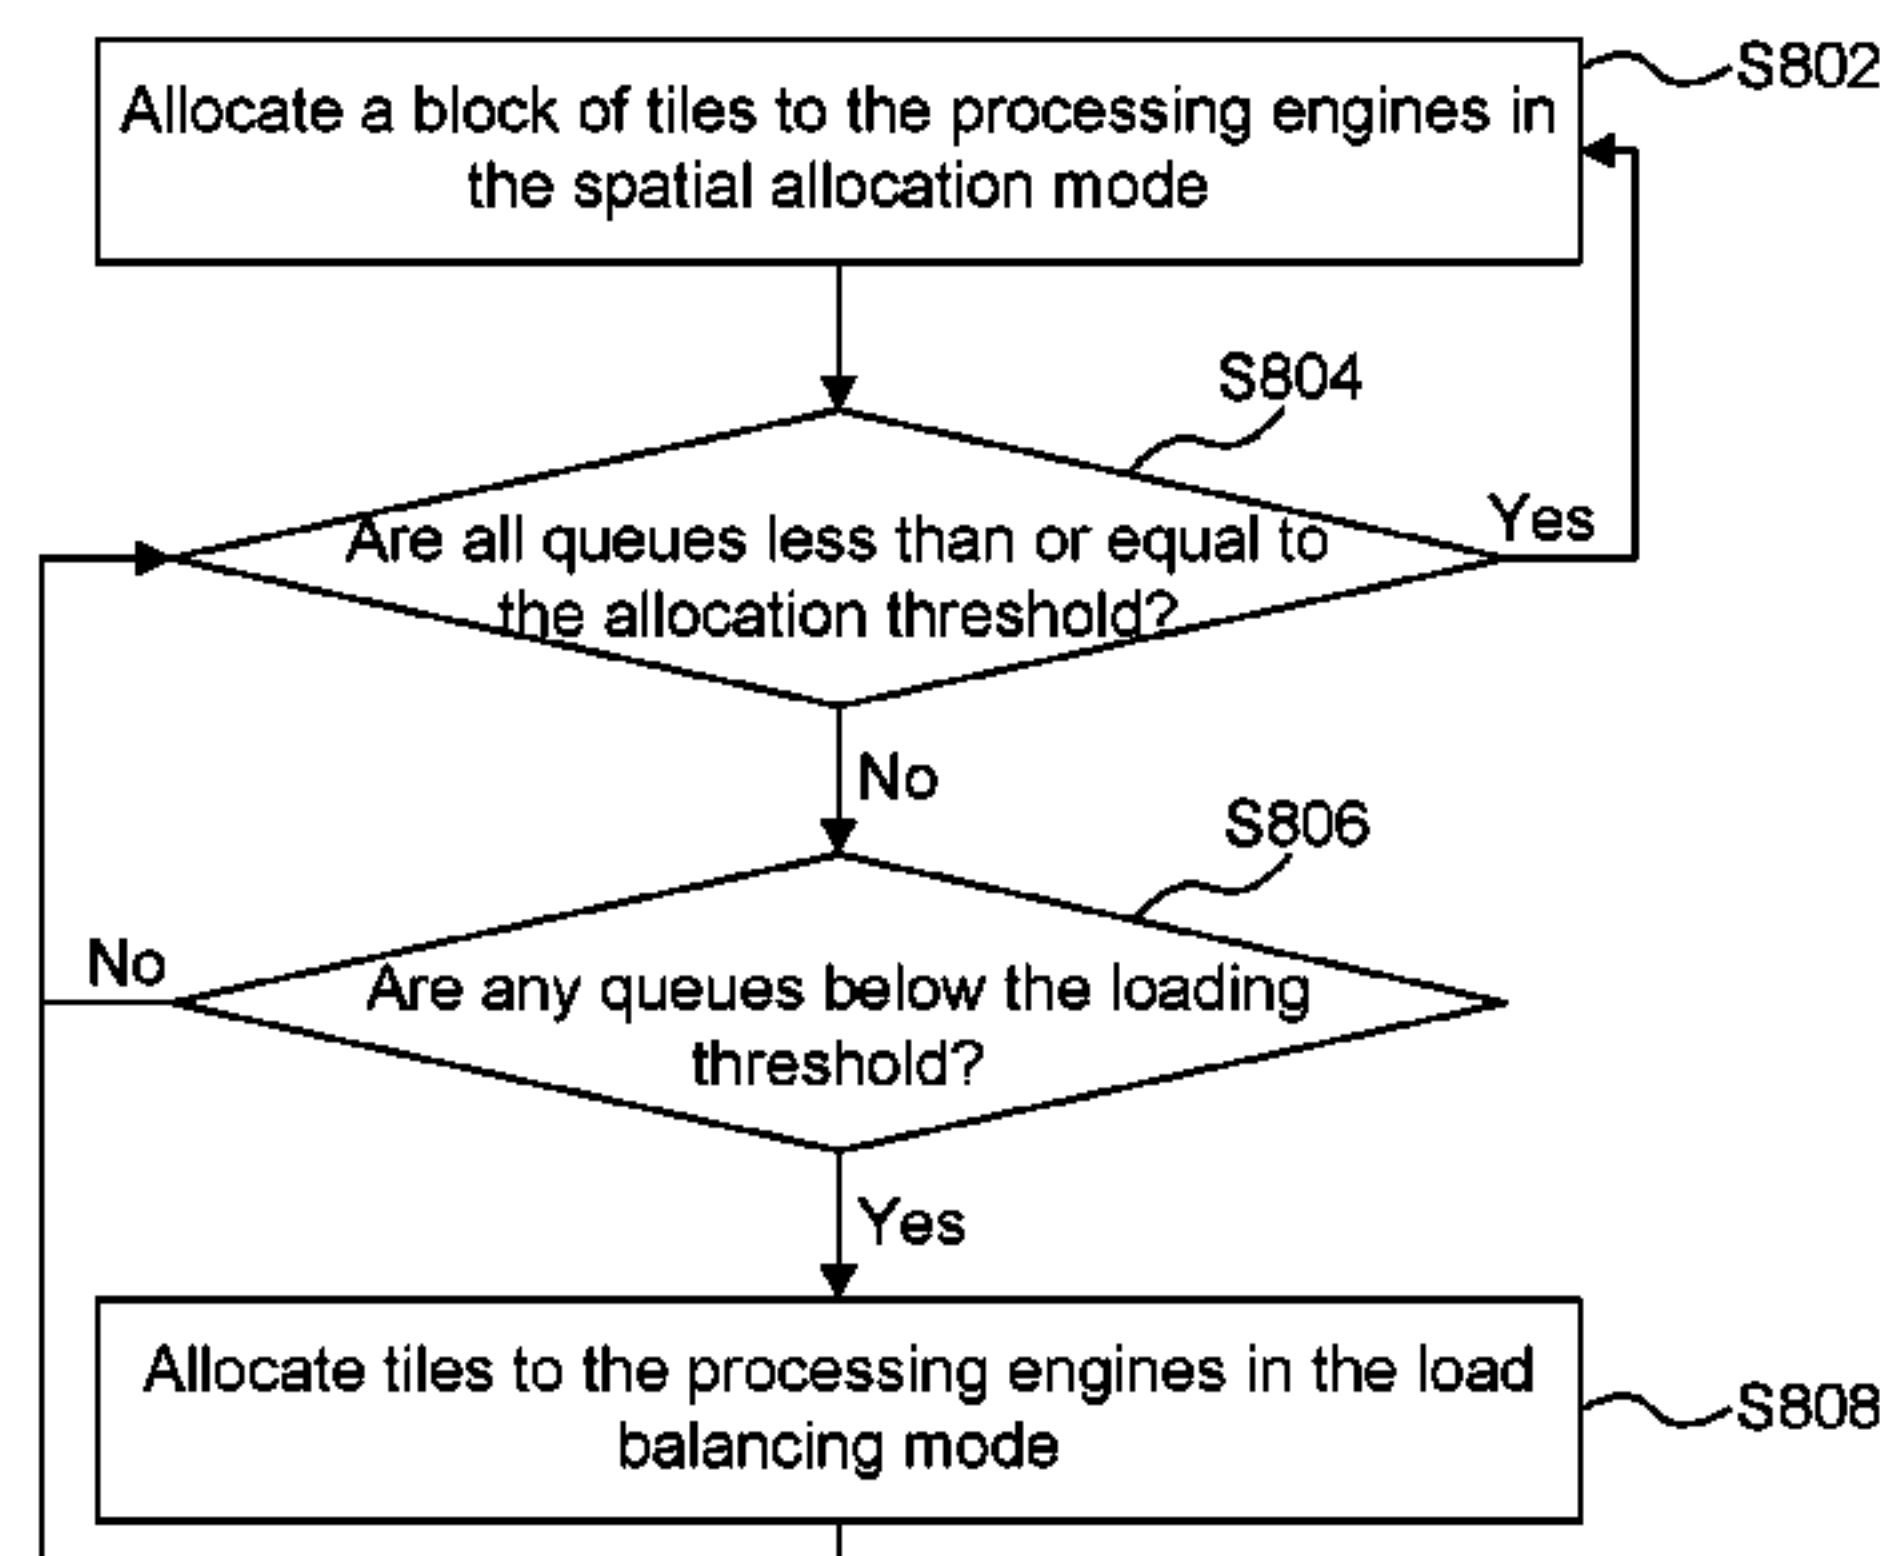 S802
Allocate a block of tiles to the processing engines in
the spatial allocation mode
S804
Yes
Are all queues less than or equal to
the allocation threshold?
No
S806
No
Are any queues below the loading
threshold?
Yes
Allocate tiles to the processing engines in the load
balancing mode
S808